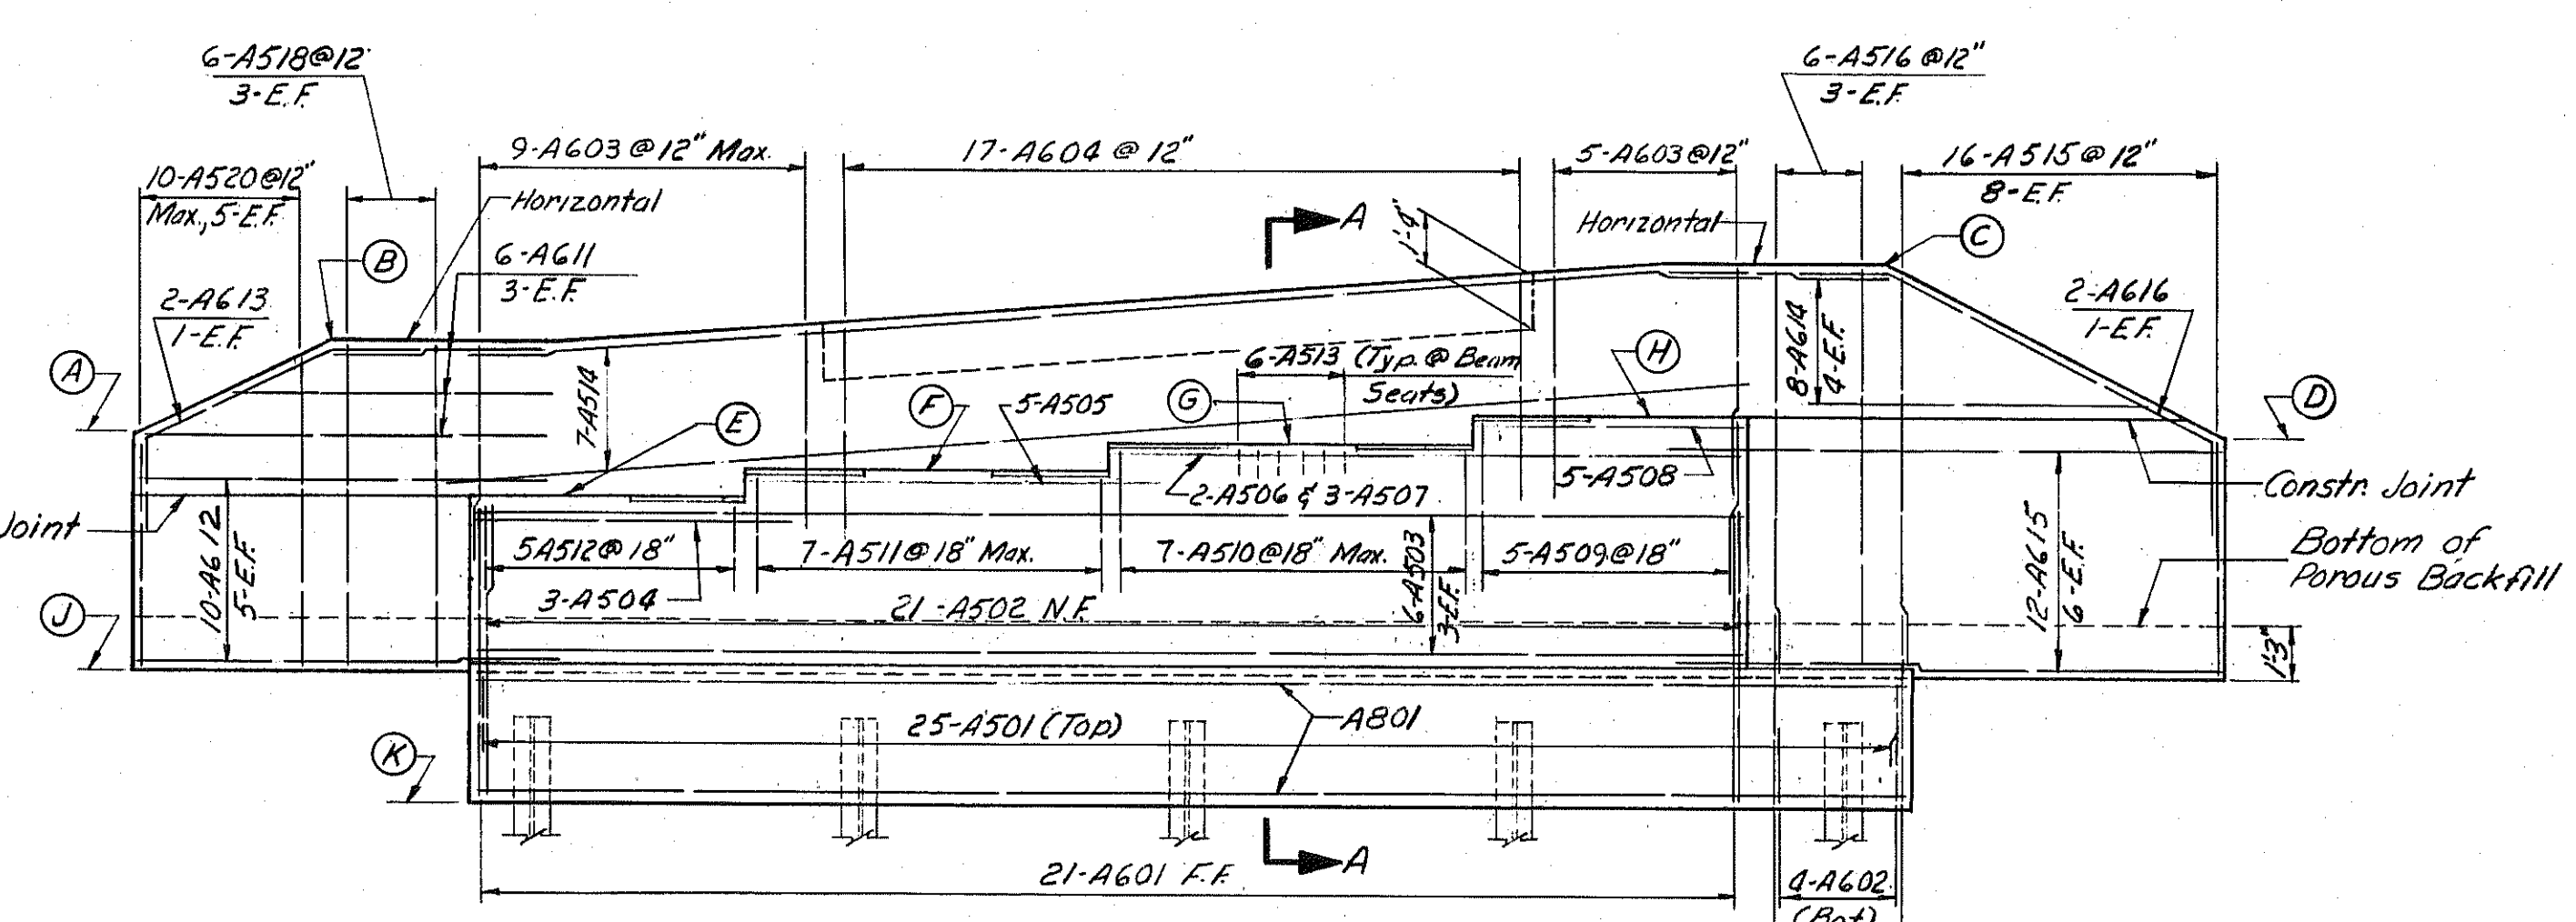 6-A518@12"
3-E.F.
6-A516 @12"
3-E.F.
9-A603 @12" Max.
17-A604 @ 12"
5-A603@12"
16-A515@12"
8-E.F.
10-A520@12"
Max., 5-E.F.
Horizontal
A
1'-4"
Horizontal
C
B
6-A611
3-E.F.
2-A613
1-E.F.
2-A616
1-E.F.
8-A614
4-E.F.
A
7-A514
6-A513 (Typ. @ Beam
Seats)
H
D
E
F
5-A505
G
5-A508
2-A506 & 3-A507
Constr. Joint
Joint
10-A612
5-E.F.
5A512@18"
7-A511@18" Max.
7-A510@18" Max.
5-A509@18"
6-A503
3-E.F.
12-A615
6-E.F.
Bottom of
Porous Backfill
3-A504
21-A502 N.F.
J
1'3"
25-A501 (Top)
A801
K
A
21-A601 F.F.
4-A602
(Bot)